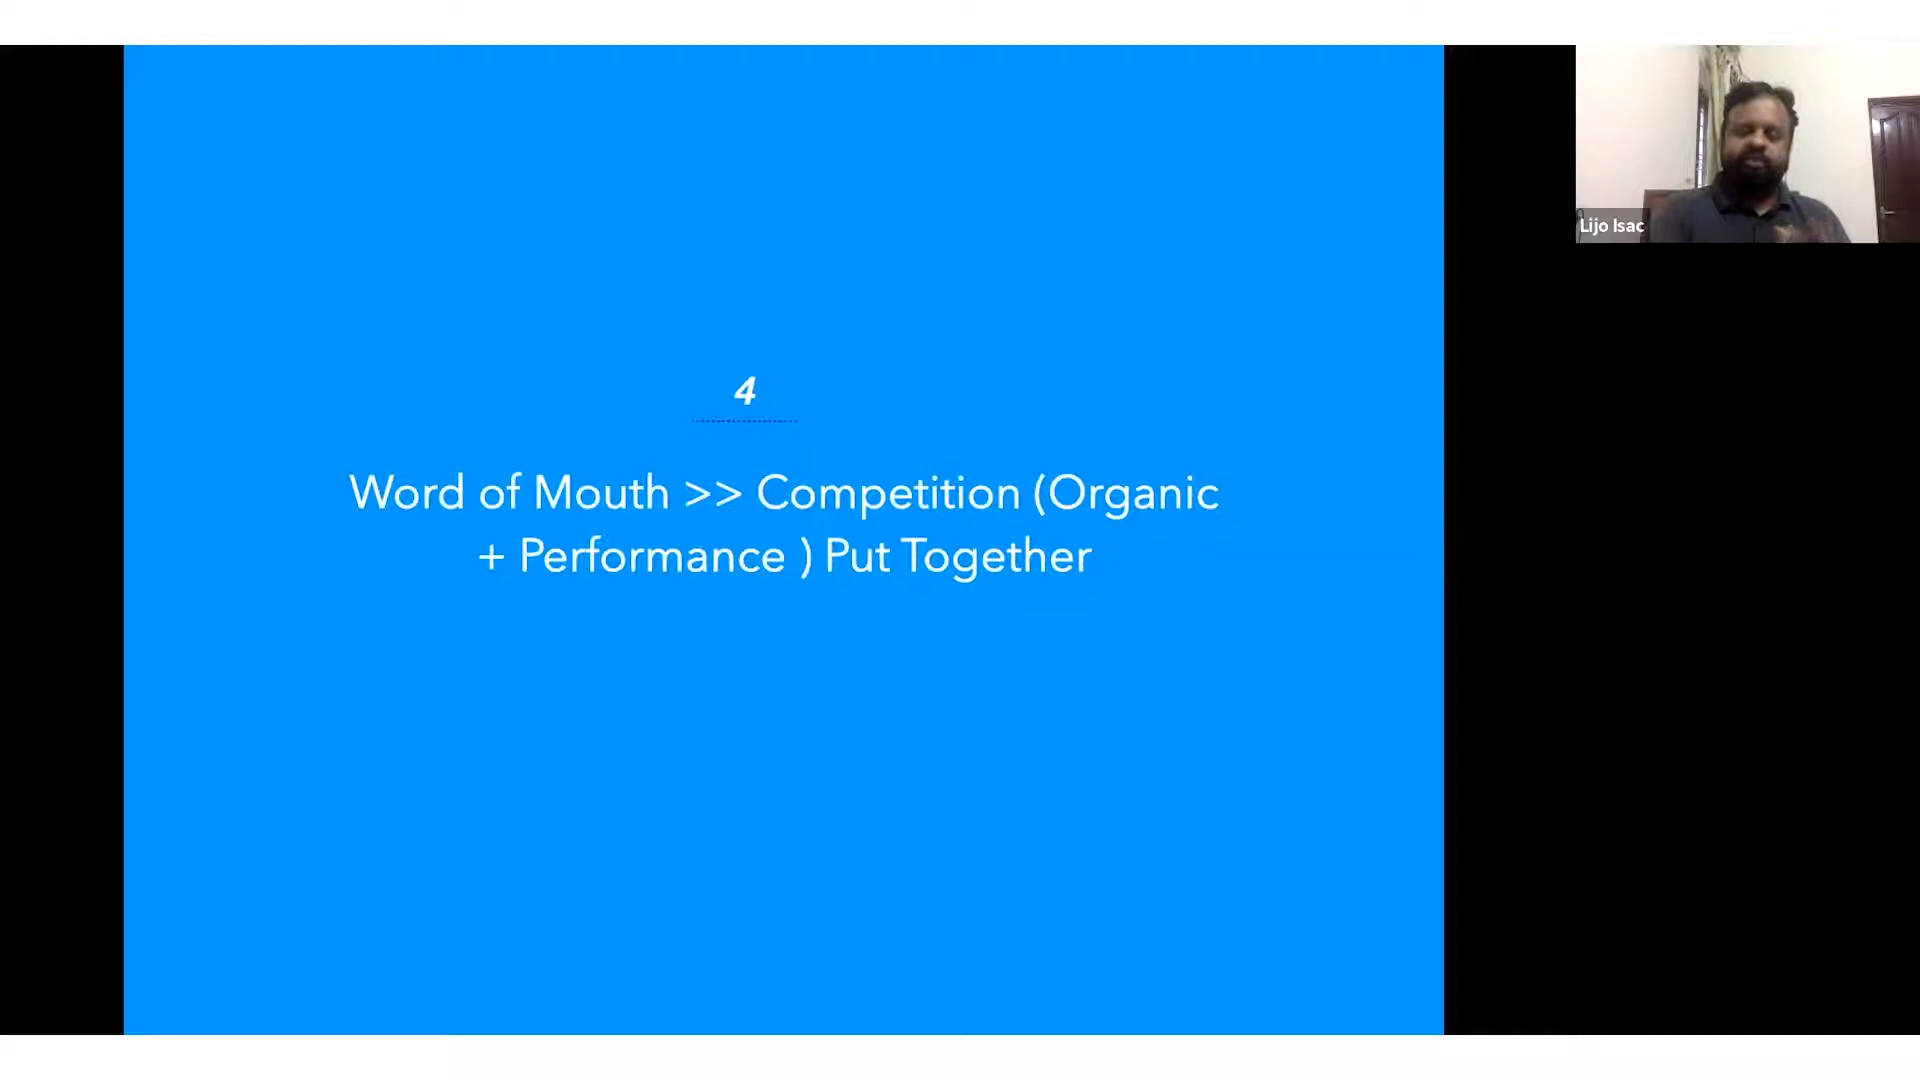 4
Word of Mouth >> Competition (Organic
+ Performance ) Put Together
Lijo Isac